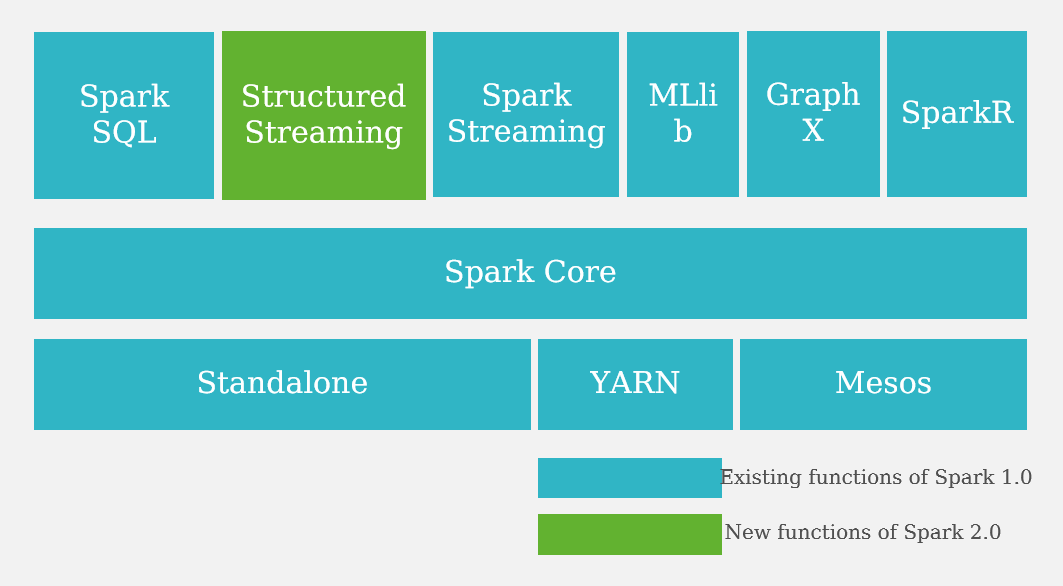 Spark
SQL
Structured
Streaming
Spark
Streaming
MLli
b
Graph
X
SparkR
Spark Core
Standalone
YARN
Mesos
Existing functions of Spark 1.0
New functions of Spark 2.0